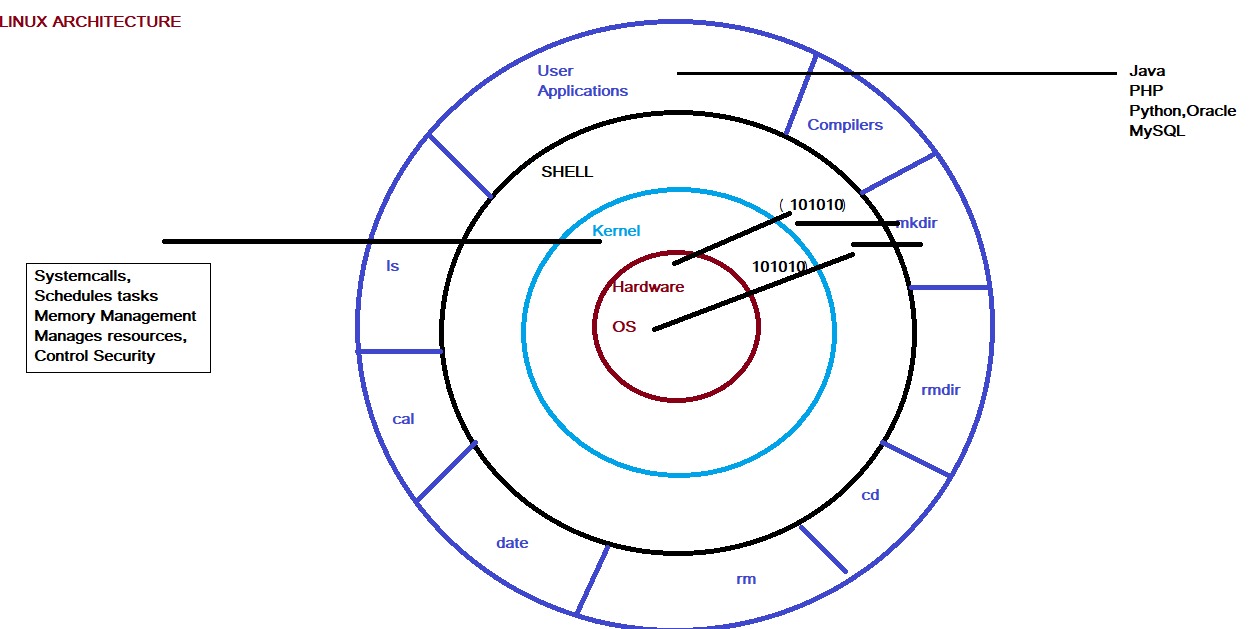 LINUX ARCHITECTURE
User
Applications
Java
PHP
Python,Oracle
MySQL
Compilers
SHELL
( 101010)
mkdir
Kernel
ls
101010)
Systemcalls,
Schedules tasks
Memory Management
Manages resources,
Control Security
Hardware
OS
rmdir
cal
cd
date
rm